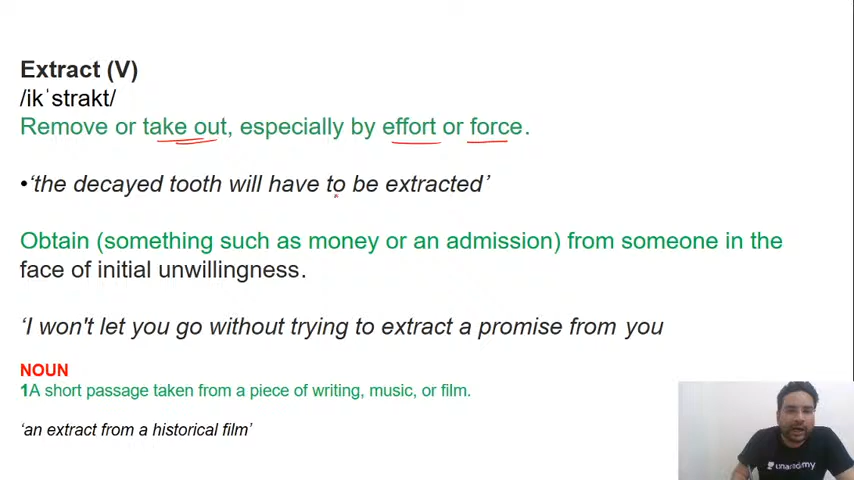 Extract (V)
/ikˈstrakt/
Remove or take out, especially by effort or force.
•‘the decayed tooth will have to be extracted’
Obtain (something such as money or an admission) from someone in the
face of initial unwillingness.
‘I won't let you go without trying to extract a promise from you
NOUN
1A short passage taken from a piece of writing, music, or film.
‘an extract from a historical film’
unacademy